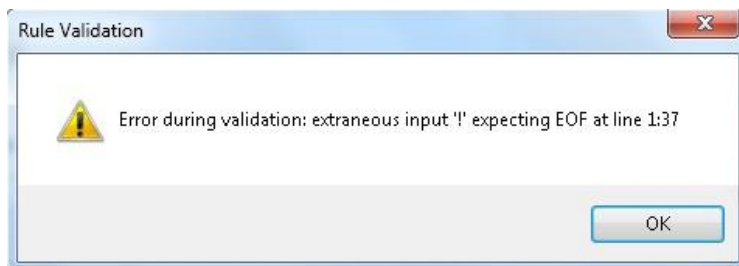 Rule Validation
Error during validation: extraneous input '!' expecting EOF at line 1:37
OK